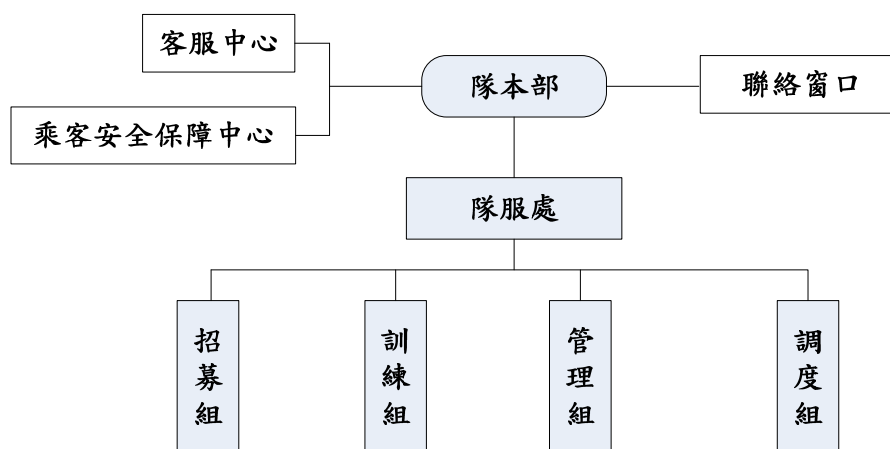 客服中心
隊本部
聯絡窗口
乘客安全保障中心
隊服處
招募組
訓練組
管理組
調度組